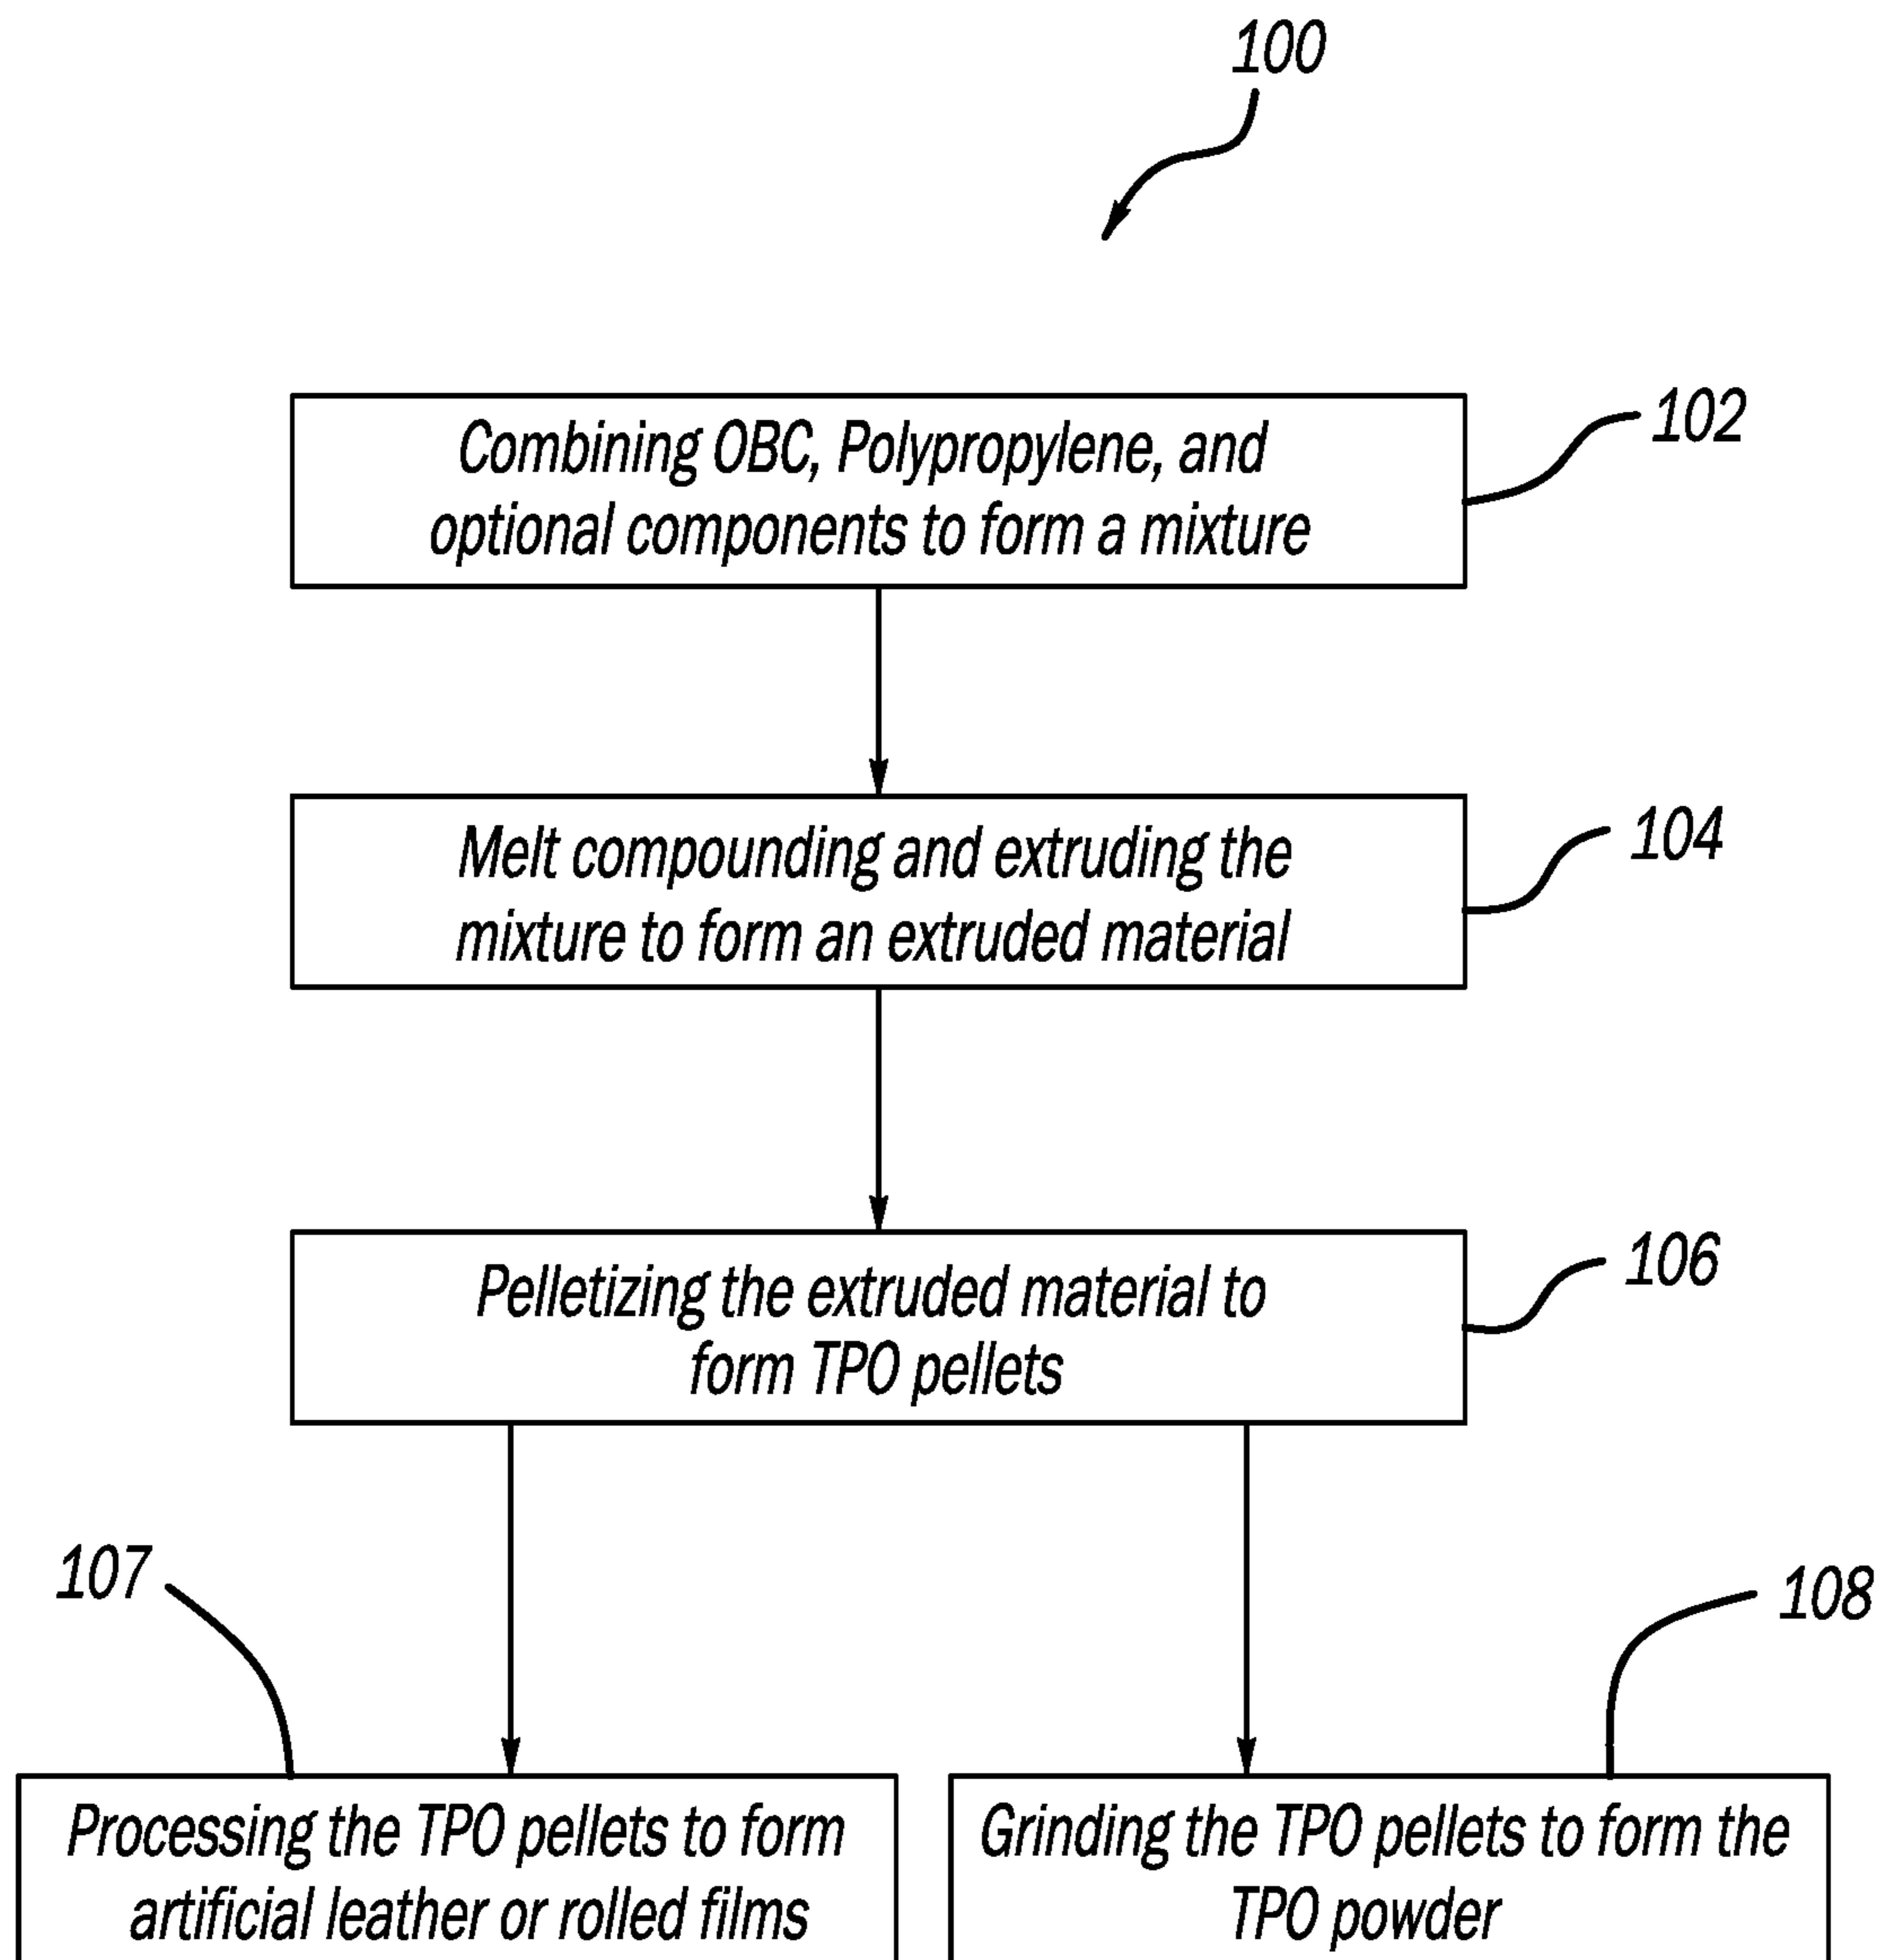 100
Combining OBC, Polypropylene, and
optional components to form a mixture
102
Melt compounding and extruding the
mixture to form an extruded material
104
Pelletizing the extruded material to
form TPO pellets
106
107
108
Processing the TPO pellets to form
artificial leather or rolled films
Grinding the TPO pellets to form the
TPO powder